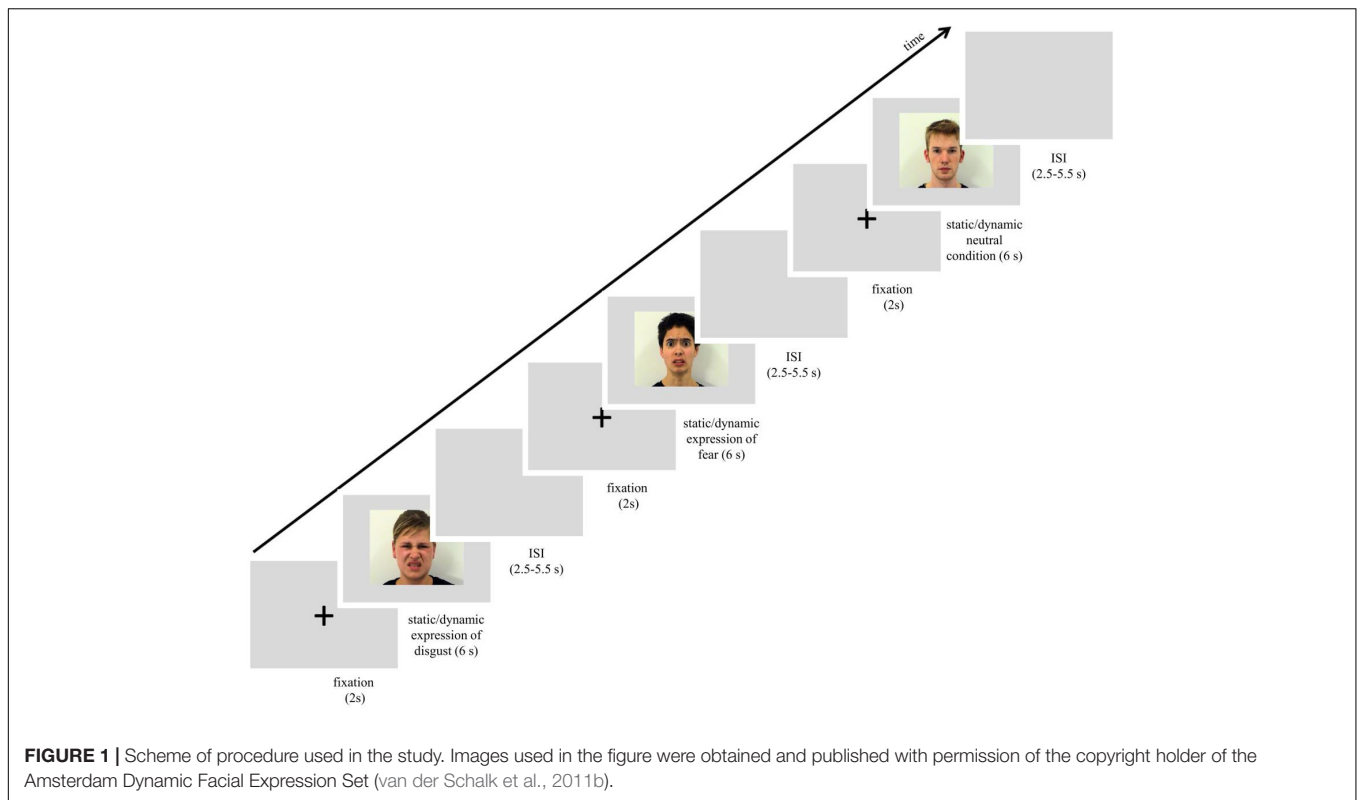 time
ISI
(2.5-5.5 s)
static/dynamic
neutral
condition (6 s)
fixation
(2s)
ISI
(2.5-5.5 s)
static/dynamic
expression of
fear (6 s)
fixation
(2s)
ISI
(2.5-5.5 s)
static/dynamic
expression of
disgust (6 s)
fixation
(2s)
FIGURE 1 | Scheme of procedure used in the study. Images used in the figure were obtained and published with permission of the copyright holder of the
Amsterdam Dynamic Facial Expression Set (van der Schalk et al., 2011b).